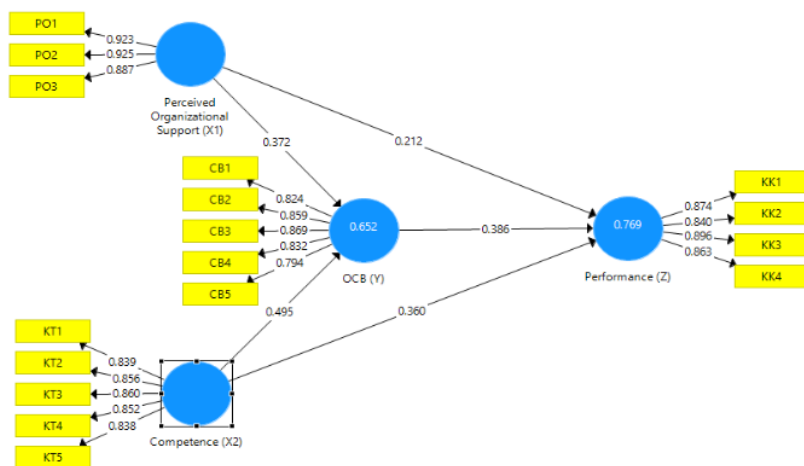 PO1
0.923
PO2
0.925
PO3
0.887
Perceived
Organizational
Support (X1)
0.372
0.212
CB1
0.824
CB2
0.859
CB3
0.869
CB4
0.832
CB5
0.794
0.652
OCB (Y)
0.386
0.769
Performance (Z)
KK1
0.874
KK2
0.840
KK3
0.896
KK4
0.863
0.495
0.360
KT1
0.839
KT2
0.856
KT3
0.860
KT4
0.852
KT5
0.838
Competence (X2)